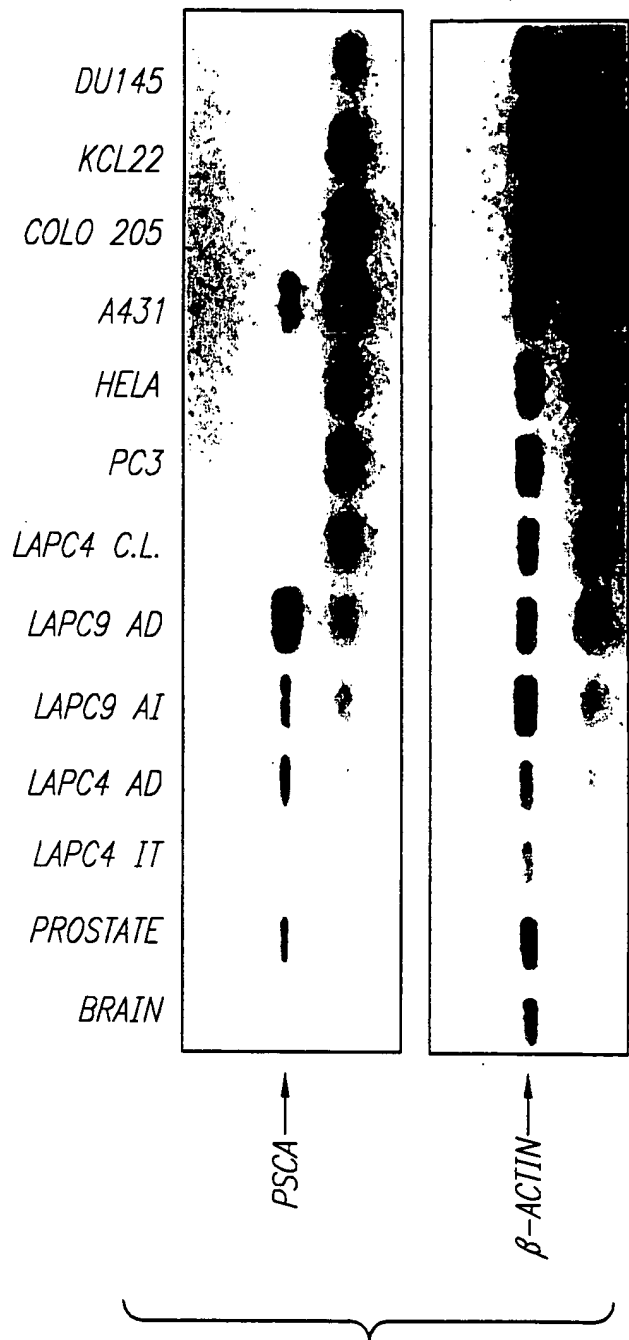 DU145
KCL22
COLO 205
A431
HELA
PC3
LAPC4 C.L.
LAPC9 AD
LAPC9 AI
LAPC4 AD
LAPC4 IT
PROSTATE
BRAIN
PSCA
β-ACTIN